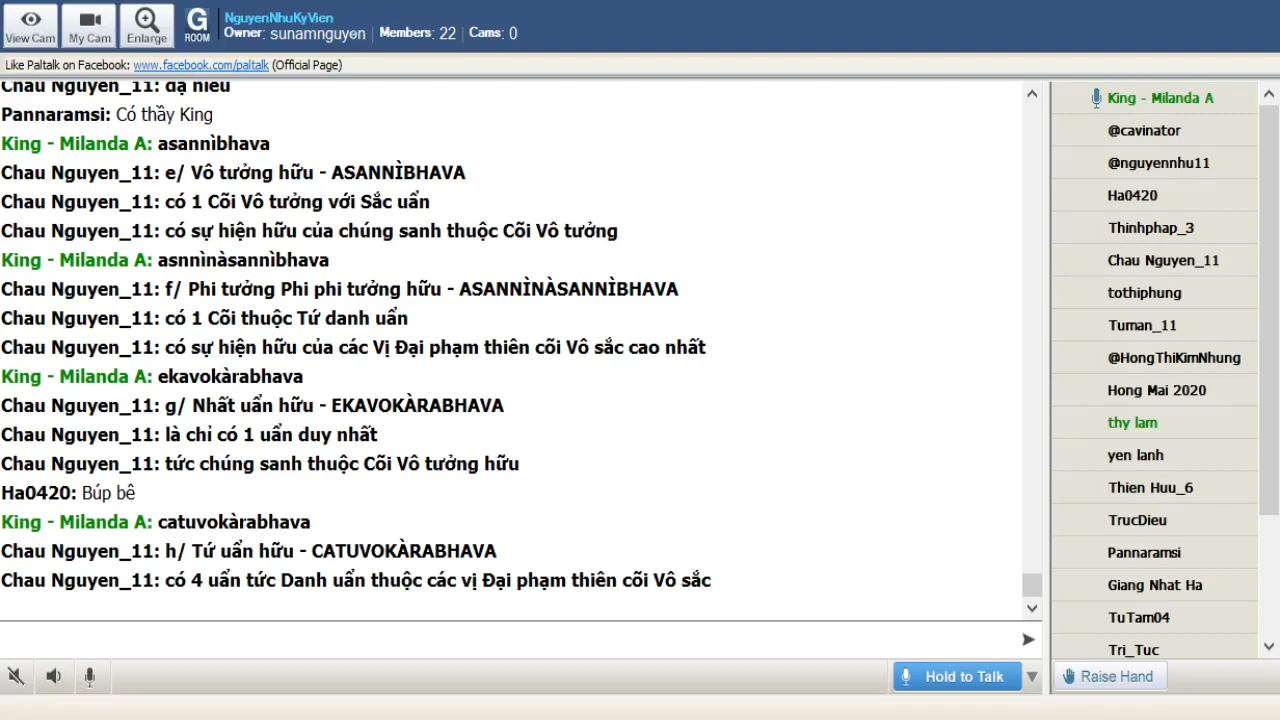 View Cam
My Cam
Enlarge
G
ROOM
NguyenNhuKyVien
Owner: sunamnguyen | Members: 22 | Cams: 0
Like Paltalk on Facebook: www.facebook.com/paltalk (Official Page)
Chau Nguyen_11: dạ hiểu
Pannaramsi: Có thầy King
King - Milanda A: asannìbhava
Chau Nguyen_11: e/ Vô tưởng hữu - ASANNÌBHAVA
Chau Nguyen_11: có 1 Cõi Vô tưởng với Sắc uẩn
Chau Nguyen_11: có sự hiện hữu của chúng sanh thuộc Cõi Vô tưởng
King - Milanda A: asnnìnàsannìbhava
Chau Nguyen_11: f/ Phi tưởng Phi phi tưởng hữu - ASANNÌNÀSANNÌBHAVA
Chau Nguyen_11: có 1 Cõi thuộc Tứ danh uẩn
Chau Nguyen_11: có sự hiện hữu của các Vị Đại phạm thiên cõi Vô sắc cao nhất
King - Milanda A: ekavokàrabhava
Chau Nguyen_11: g/ Nhất uẩn hữu - EKAVOKÀRABHAVA
Chau Nguyen_11: là chỉ có 1 uẩn duy nhất
Chau Nguyen_11: tức chúng sanh thuộc Cõi Vô tưởng hữu
Ha0420: Búp bê
King - Milanda A: catuvokàrabhava
Chau Nguyen_11: h/ Tứ uẩn hữu - CATUVOKÀRABHAVA
Chau Nguyen_11: có 4 uẩn tức Danh uẩn thuộc các vị Đại phạm thiên cõi Vô sắc
Hold to Talk
King - Milanda A
@cavinator
@nguyennhu11
Ha0420
Thinhphap_3
Chau Nguyen_11
tothiphung
Tuman_11
@HongThiKimNhung
Hong Mai 2020
thy lam
yen lanh
Thien Huu_6
TrucDieu
Pannaramsi
Giang Nhat Ha
TuTam04
Tri_Tuc
Raise Hand